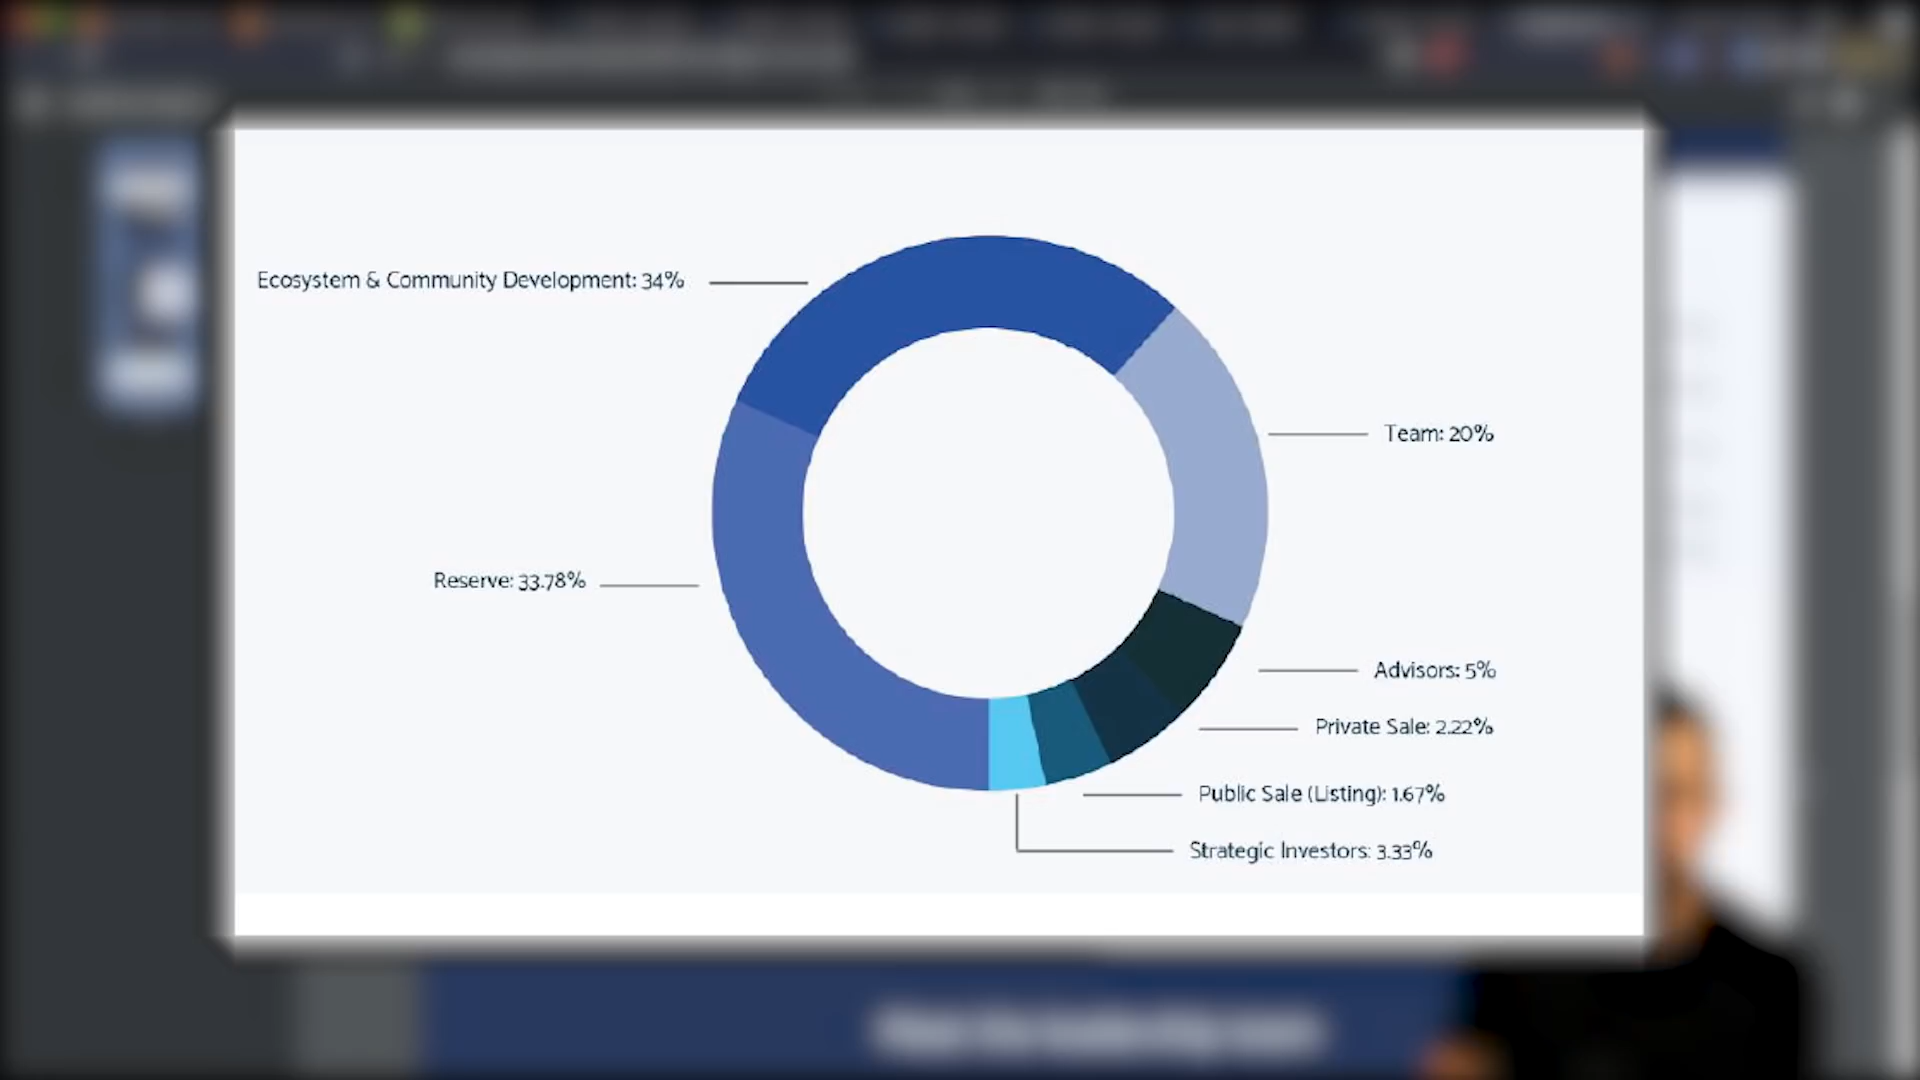 Ecosystem & Community Development: 34%
Team: 20%
Reserve: 33.78%
Advisors: 5%
Private Sale: 2.22%
Public Sale (Listing): 1.67%
Strategic Investors: 3.33%